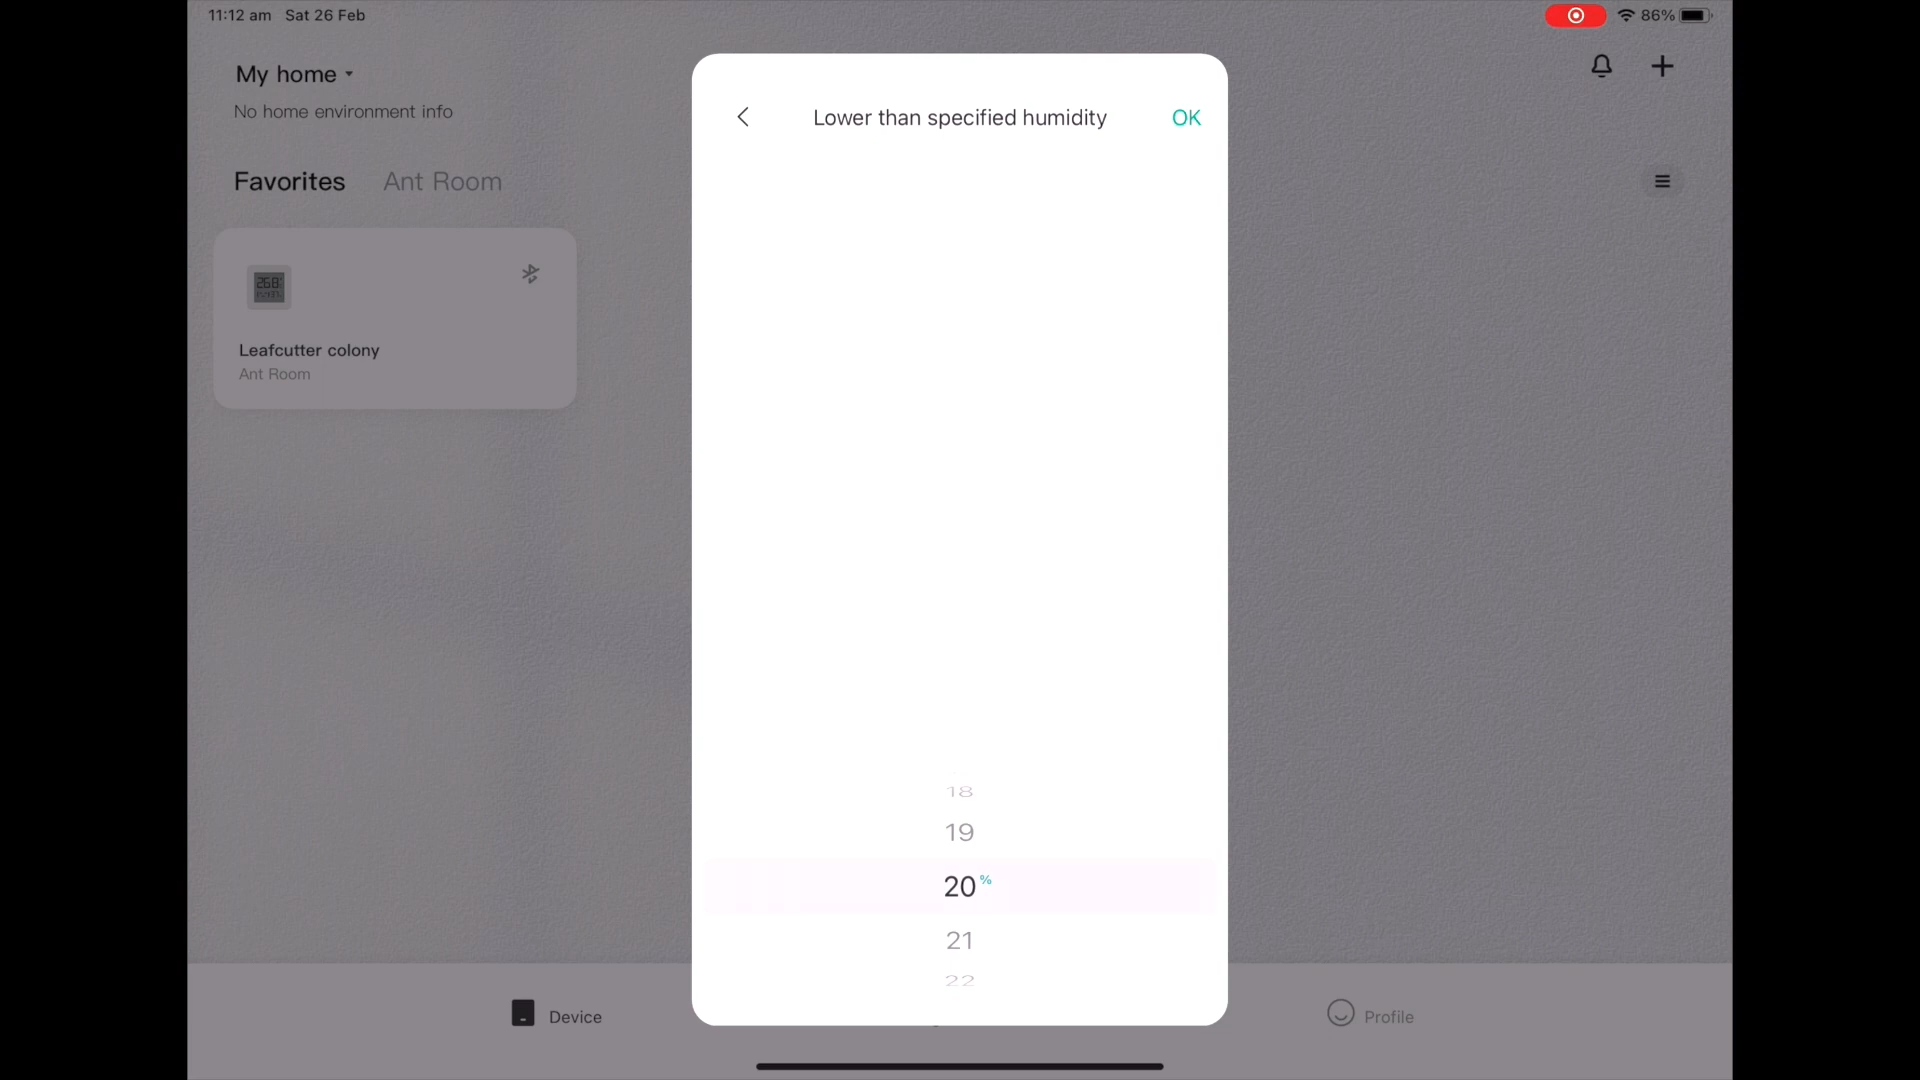 11:12 am Sat 26 Feb
86%
My home
No home environment info
Favorites Ant Room
Leafcutter colony
Ant Room
Lower than specified humidity
OK
18
19
20 %
21
22
Device
Profile